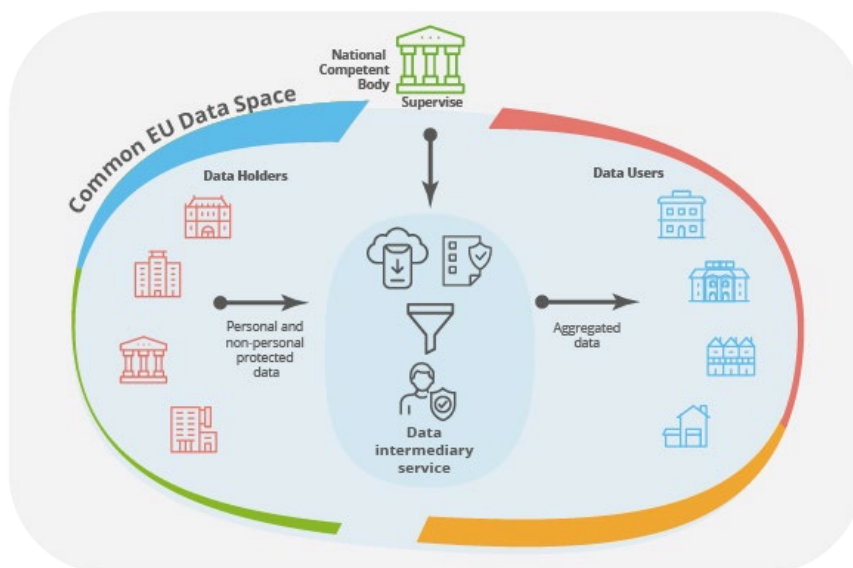 National
Competent
Body
Supervise
Common EU Data Space
Data Holders
Data Users
Personal and
non-personal
protected
data
Aggregated
data
Data
intermediary
service